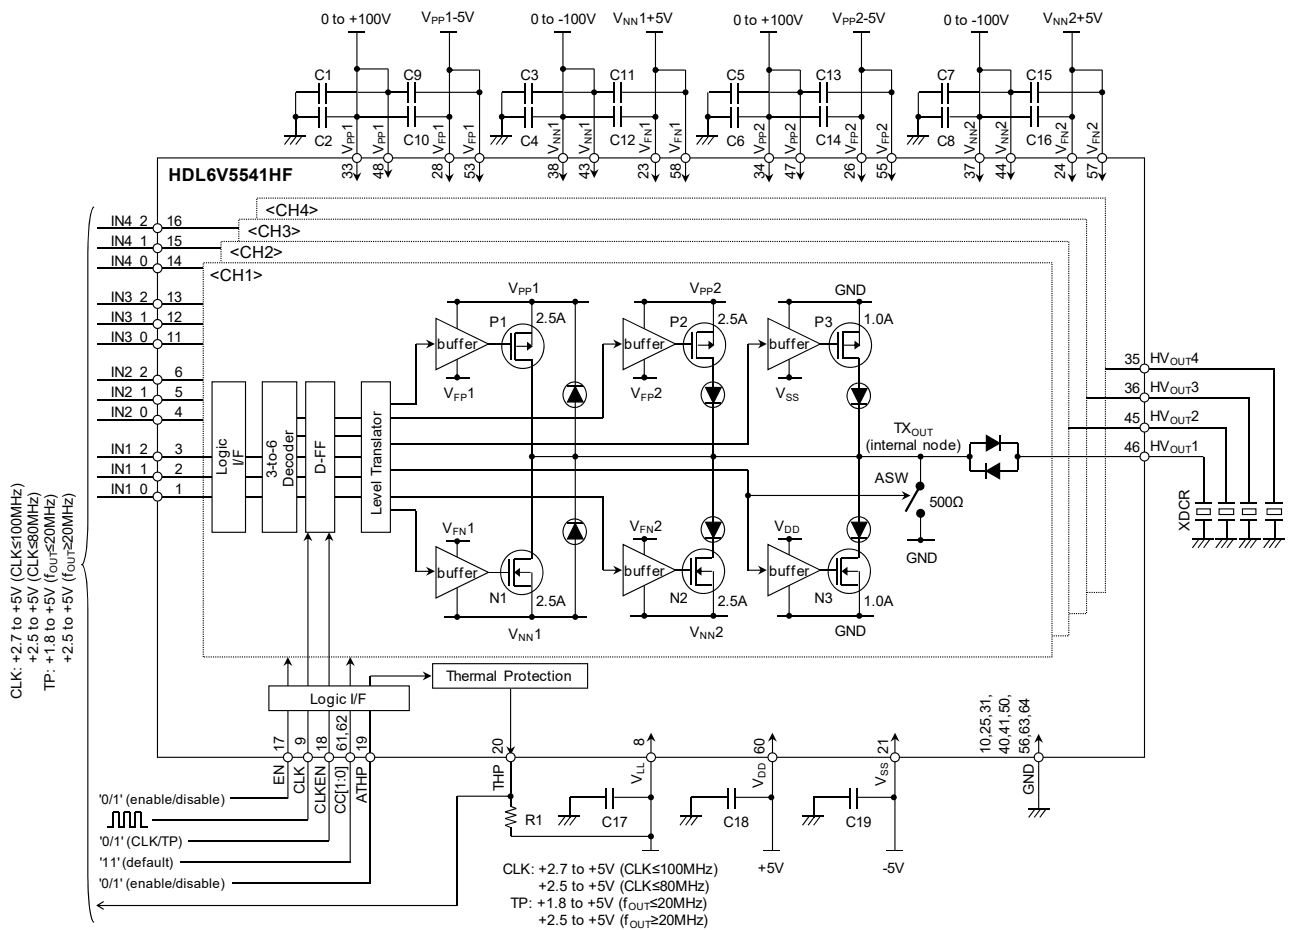 0 to +100V
VPP1-5V
0 to -100V
VNN1+5V
0 to +100V
VPP2-5V
0 to -100V
VNN2+5V
C1
C9
C3
C11
C5
C13
C7
C15
C2
C10
C4
C12
C6
C14
C8
C16
VPP1
VPP1
VFP1
VFP1
VNN1
VNN1
VFN1
VFN1
VPP2
VPP2
VFP2
VFP2
VNN2
VNN2
VFN2
VFN2
33
48
28
53
38
43
23
58
34
47
26
55
37
44
24
57
HDL6V5541HF
IN4 2 16
IN4 1 15
IN4 0 14
IN3 2 13
IN3 1 12
IN3 0 11
IN2 2 6
IN2 1 5
IN2 0 4
IN1 2 3
IN1 1 2
IN1 0 1
<CH4>
<CH3>
<CH2>
<CH1>
Logic I/F
3-to-6 Decoder
D-FF
Level Translator
VPP1
P1
2.5A
buffer
VFP1
VPP2
P2
2.5A
buffer
VFP2
GND
P3
1.0A
buffer
VSS
TXOUT
(internal node)
ASW
500Ω
GND
VFN1
buffer
N1
2.5A
VNN1
VFN2
buffer
N2
2.5A
VNN2
VDD
buffer
N3
1.0A
GND
35 HVOUT4
36 HVOUT3
45 HVOUT2
46 HVOUT1
XDCR
CLK: +2.7 to +5V (CLK≤100MHz)
+2.5 to +5V (CLK≤80MHz)
TP: +1.8 to +5V (fOUT≤20MHz)
+2.5 to +5V (fOUT≥20MHz)
Thermal Protection
Logic I/F
17
9
18
61,62
19
20
8
60
21
10,25,31,
40,41,50,
56,63,64
EN
CLK
CLKEN
CC[1:0]
ATHP
THP
VLL
VDD
VSS
GND
'0/1' (enable/disable)
'0/1' (CLK/TP)
'11' (default)
'0/1' (enable/disable)
R1
C17
C18
C19
+5V
-5V
CLK: +2.7 to +5V (CLK≤100MHz)
+2.5 to +5V (CLK≤80MHz)
TP: +1.8 to +5V (fOUT≤20MHz)
+2.5 to +5V (fOUT≥20MHz)